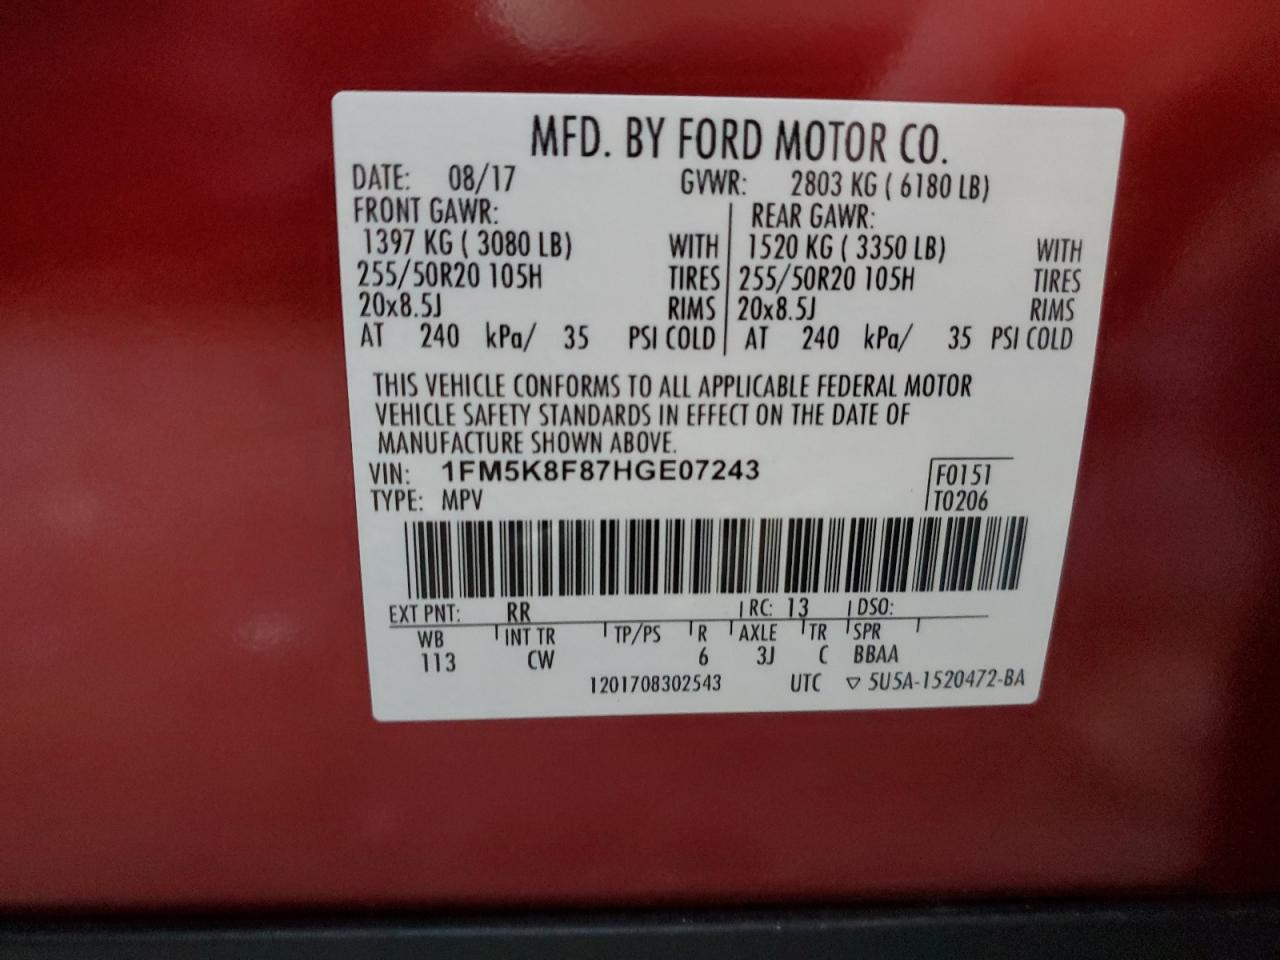 MFD. BY FORD MOTOR CO.
DATE: 08/17 GVWR: 2803 KG ( 6180 LB)
FRONT GAWR: REAR GAWR:
1397 KG ( 3080 LB) WITH 1520 KG ( 3350 LB) WITH
255/50R20 105H TIRES 255/50R20 105H TIRES
20x8.5J RIMS 20x8.5J RIMS
AT 240 kPa/ 35 PSI COLD AT 240 kPa/ 35 PSI COLD
THIS VEHICLE CONFORMS TO ALL APPLICABLE FEDERAL MOTOR
VEHICLE SAFETY STANDARDS IN EFFECT ON THE DATE OF
MANUFACTURE SHOWN ABOVE.
VIN: 1FM5K8F87HGE07243 F0151
TYPE: MPV T0206
EXT PNT: RR RC: 13 DSO:
WB INT TR TP/PS R AXLE TR SPR
113 CW 6 3J C BBAA
1201708302543 UTC ▽ 5U5A-1520472-BA